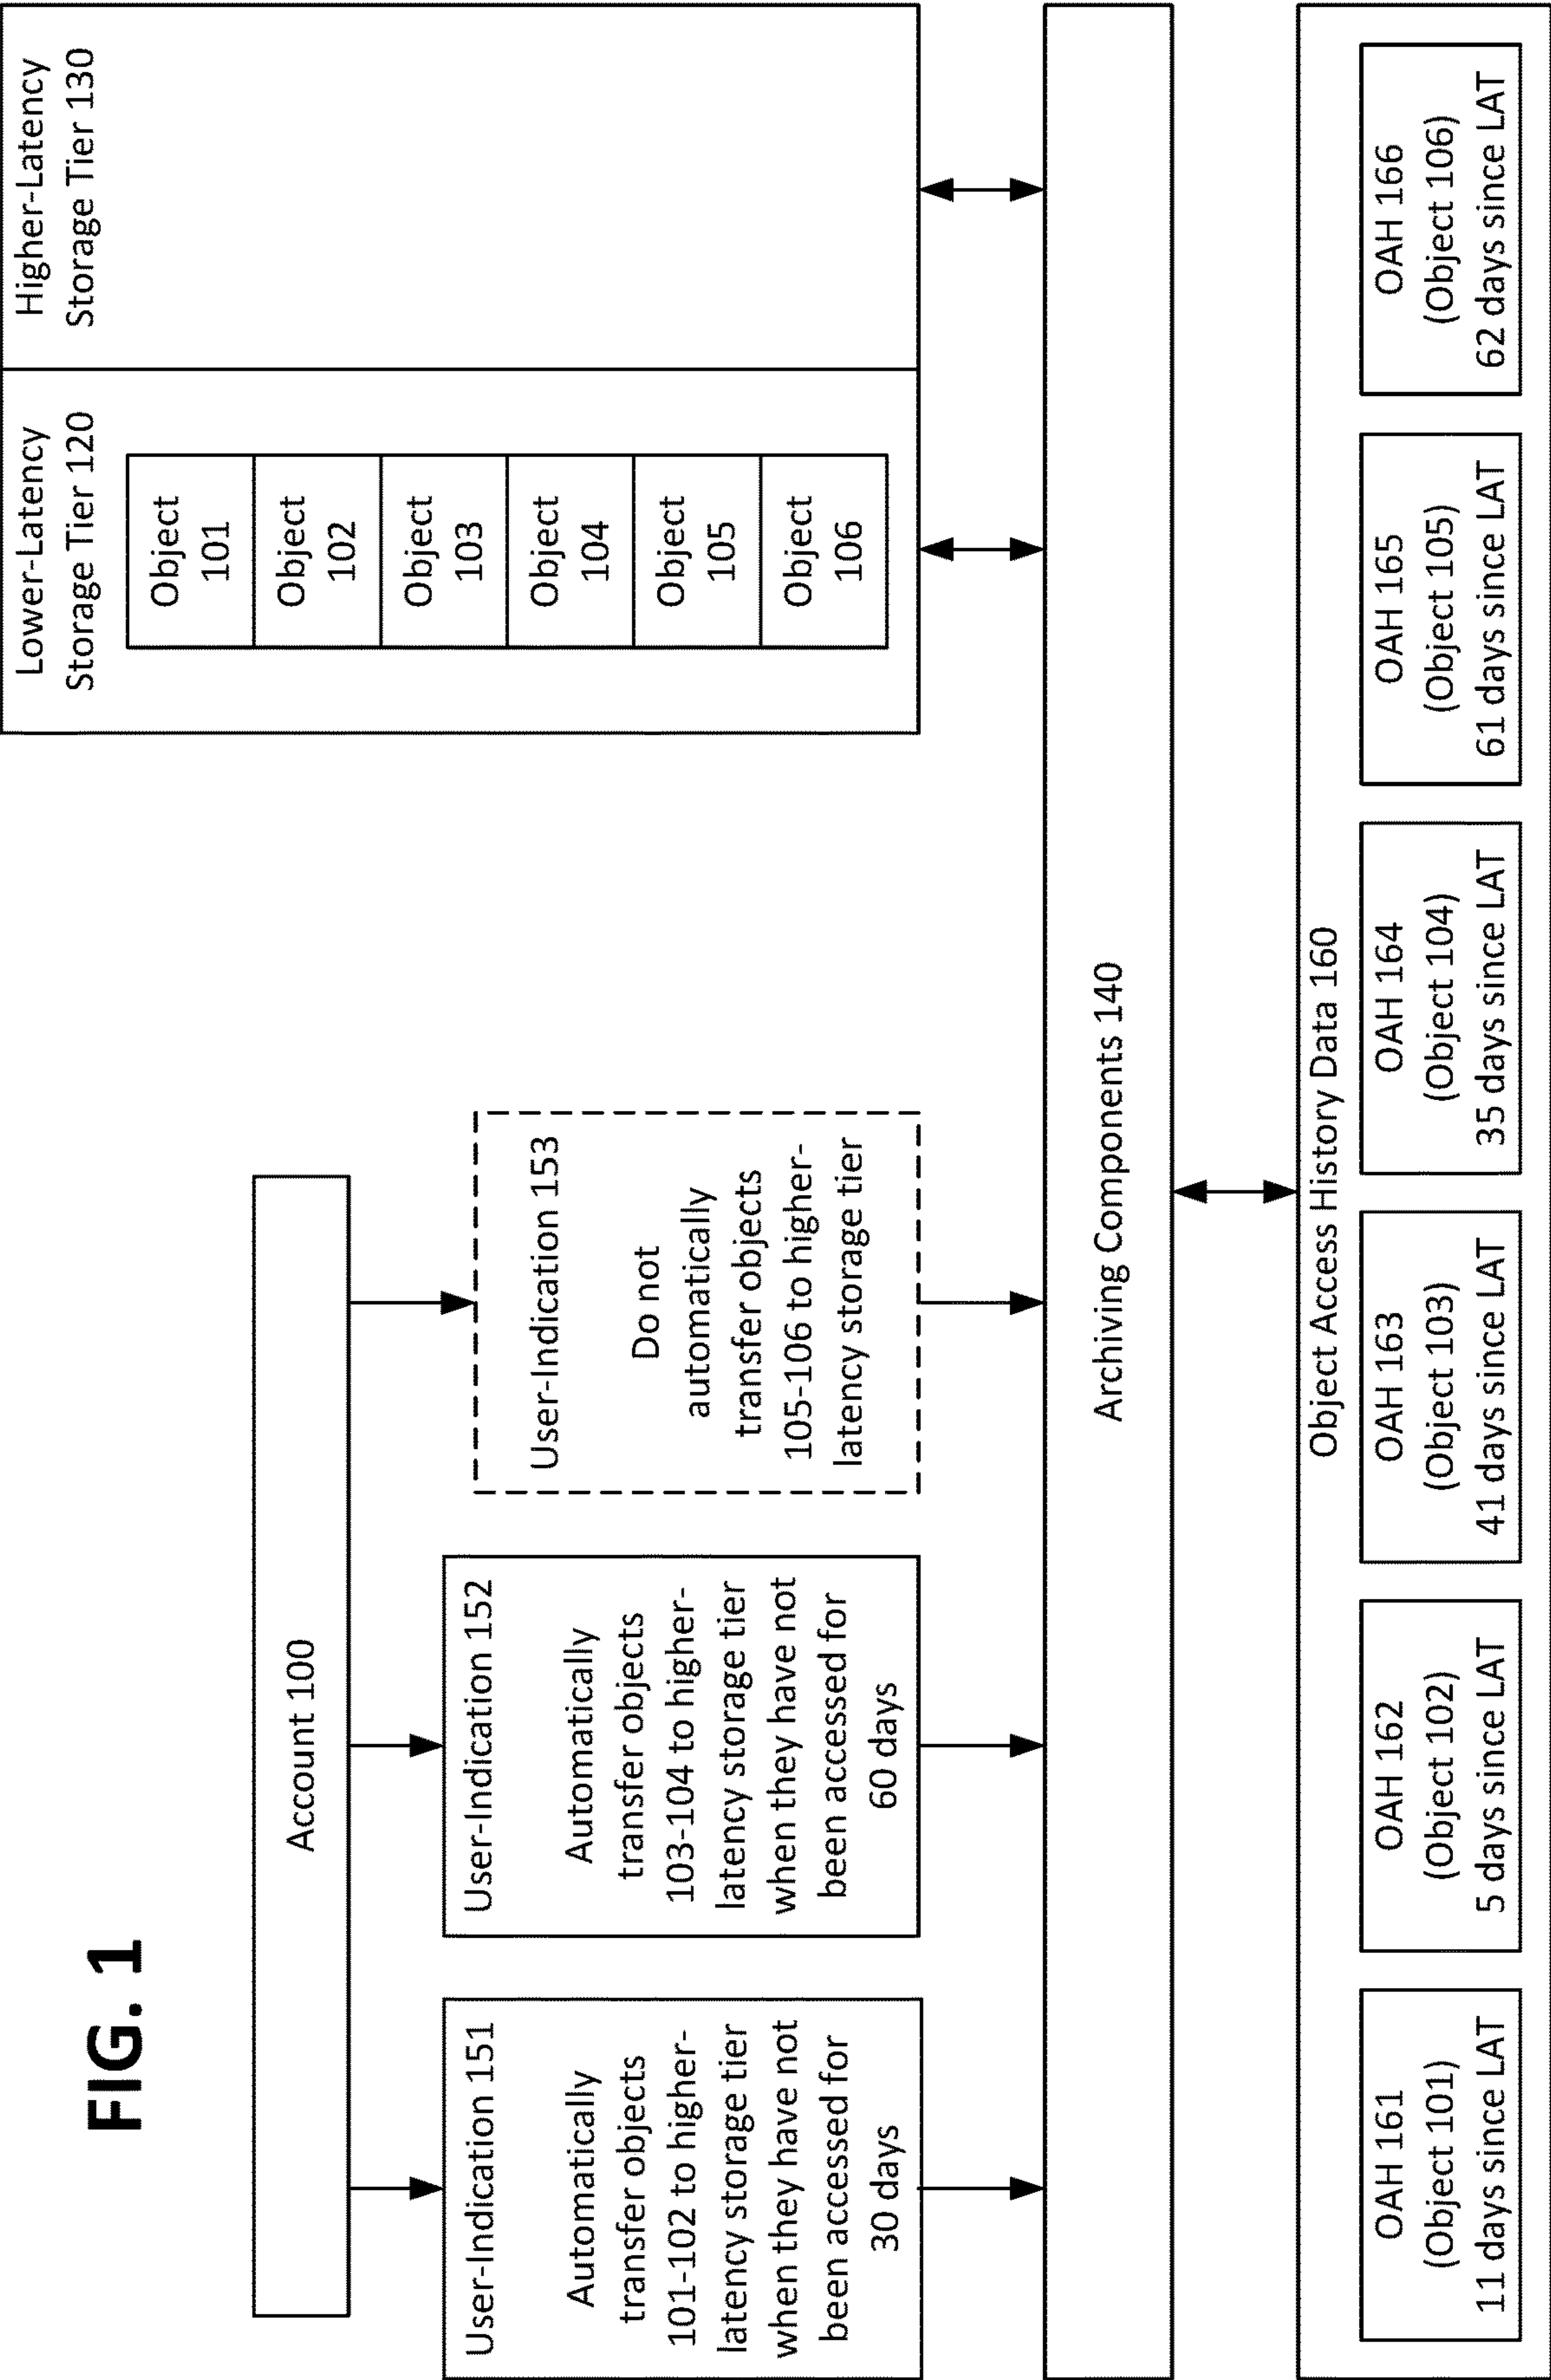 FIG. 1
Account 100
User-Indication 151
Automatically
transfer objects
101-102 to higher-
latency storage tier
when they have not
been accessed for
30 days
User-Indication 152
Automatically
transfer objects
103-104 to higher-
latency storage tier
when they have not
been accessed for
60 days
User-Indication 153
Do not
automatically
transfer objects
105-106 to higher-
latency storage tier
Lower-Latency
Storage Tier 120
Object
101
Object
102
Object
103
Object
104
Object
105
Object
106
Higher-Latency
Storage Tier 130
Archiving Components 140
Object Access History Data 160
OAH 161
(Object 101)
11 days since LAT
OAH 162
(Object 102)
5 days since LAT
OAH 163
(Object 103)
41 days since LAT
OAH 164
(Object 104)
35 days since LAT
OAH 165
(Object 105)
61 days since LAT
OAH 166
(Object 106)
62 days since LAT